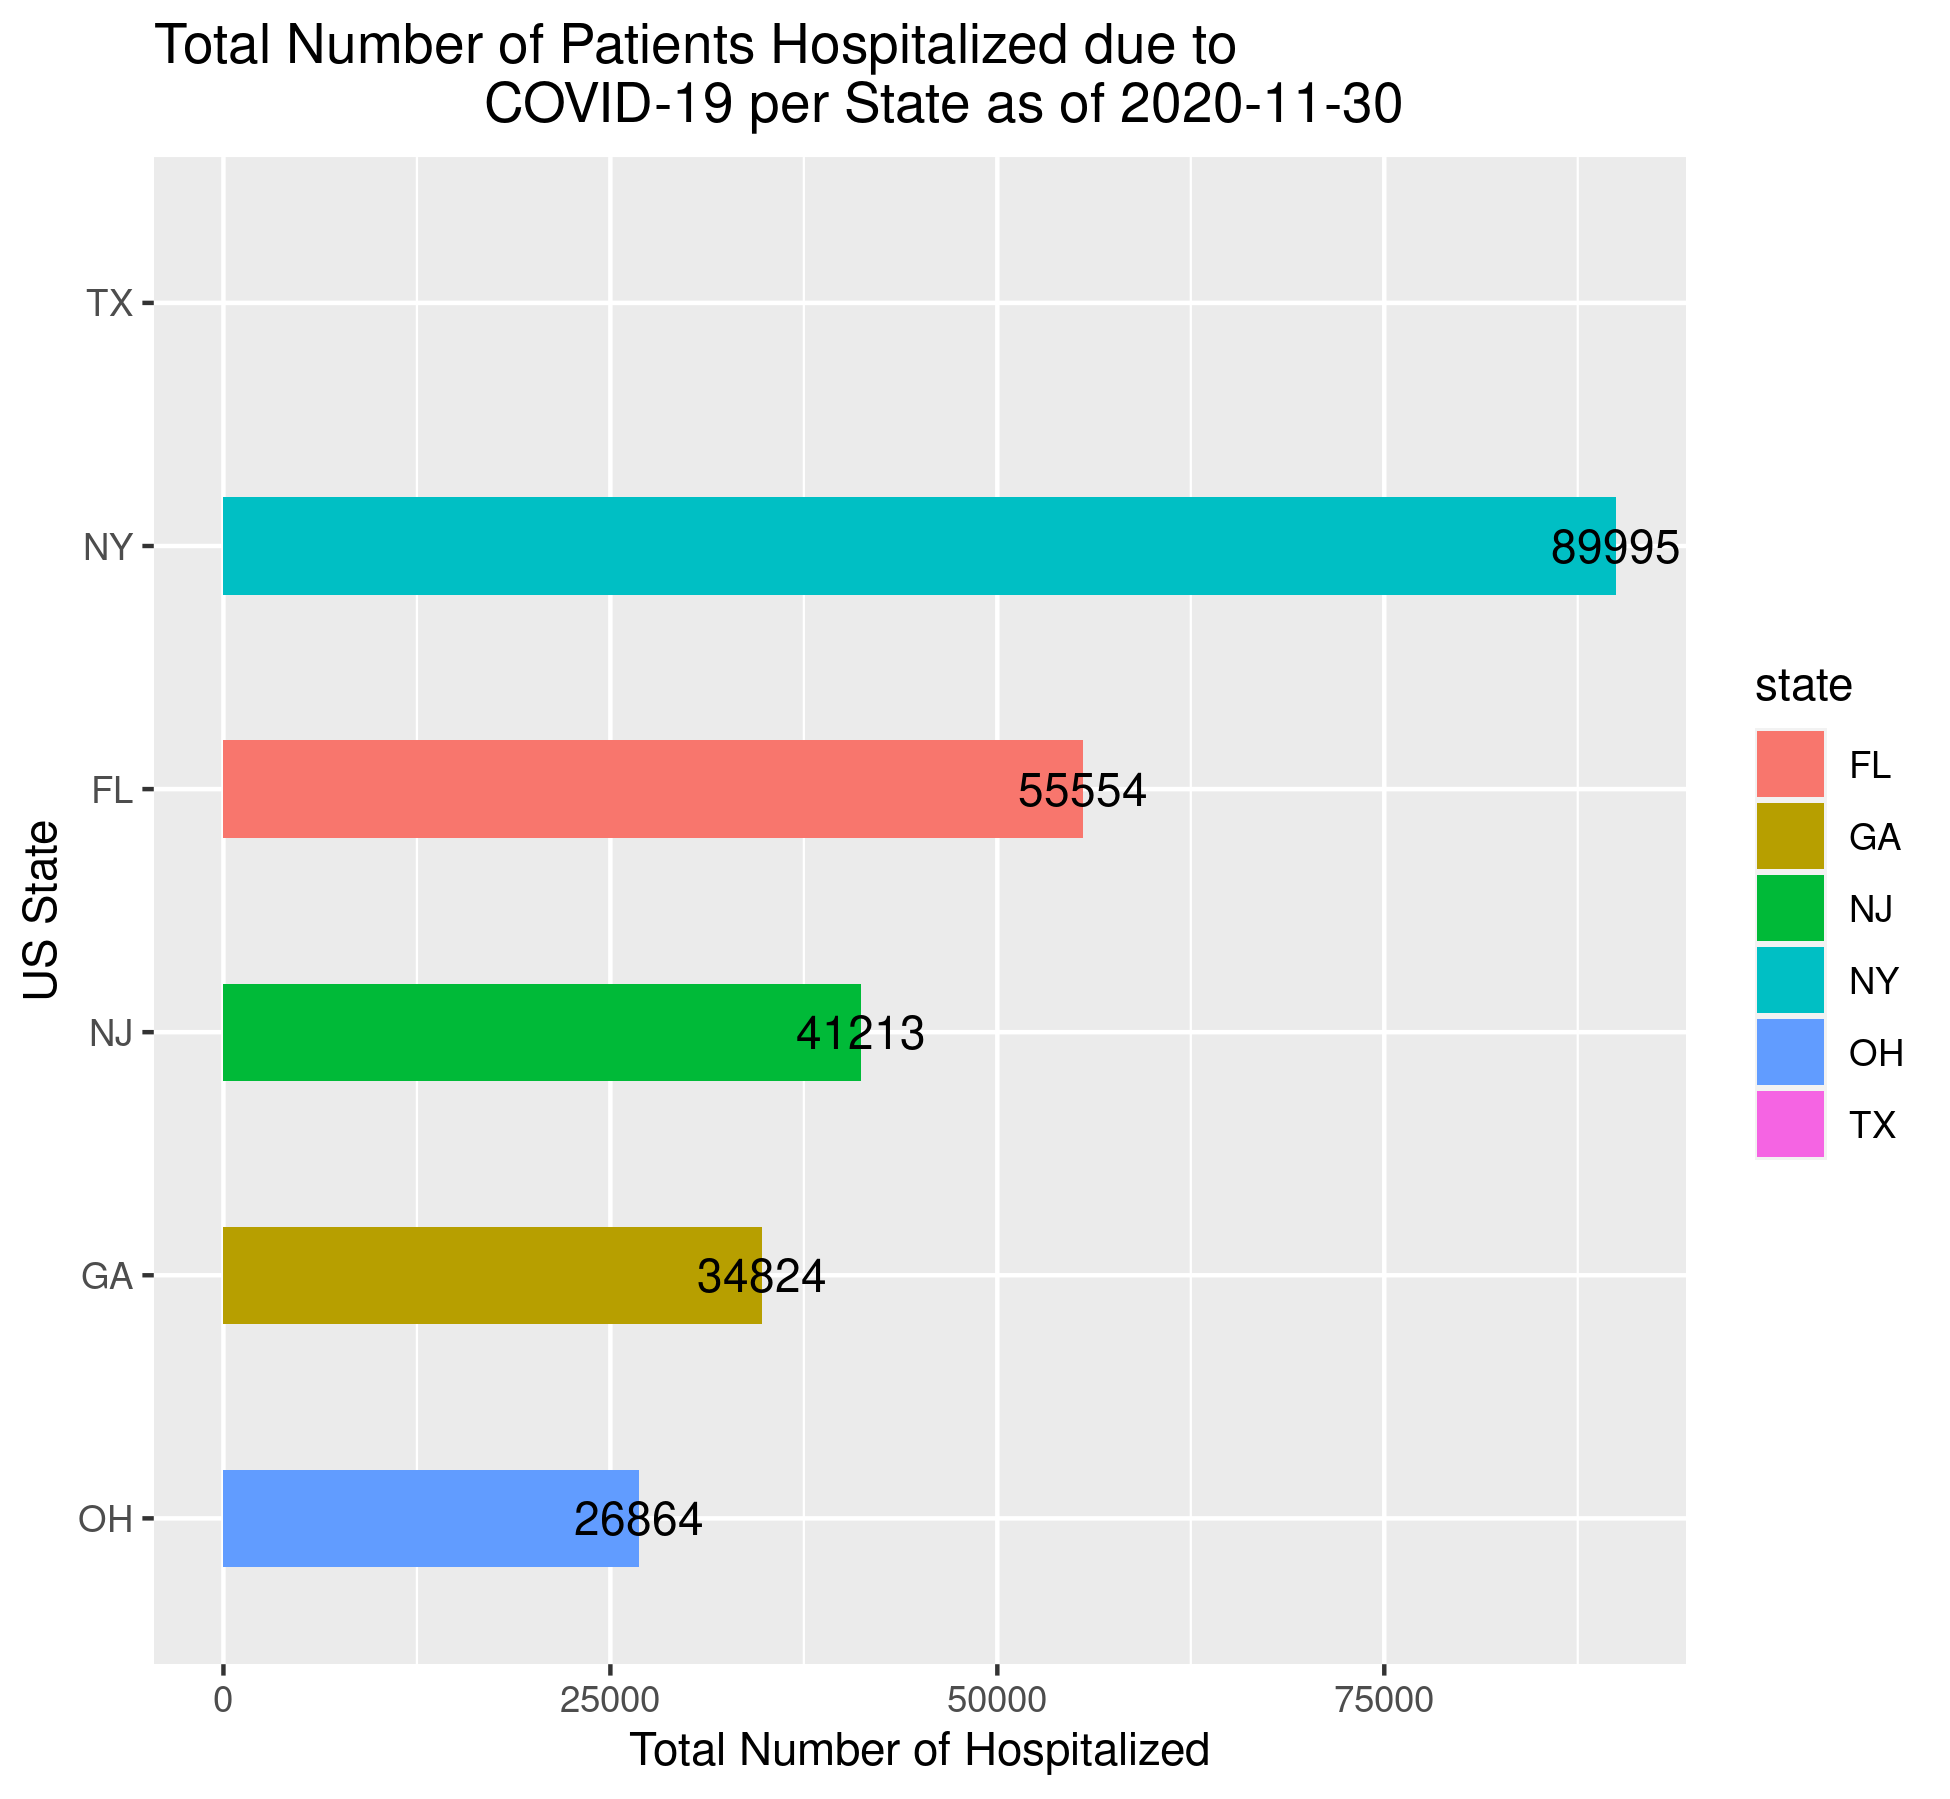 Total Number of Patients Hospitalized due to
COVID-19 per State as of 2020-11-30
TX
NY
89995
FL
55554
NJ
41213
GA
34824
OH
26864
US State
0
25000
50000
75000
Total Number of Hospitalized
state
FL
GA
NJ
NY
OH
TX